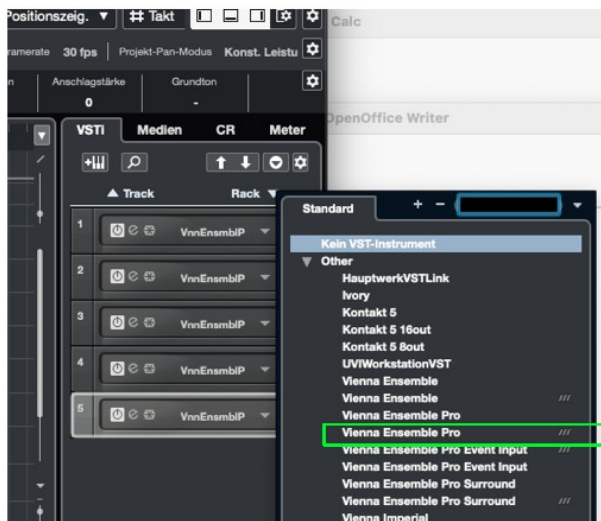 Positionszeig. Takt
Calc
ramerate 30 fps Projekt-Pan-Modus Konst. Leistu
n Anschlagstärke Grundton
0 -
OpenOffice Writer
VSTi Medien CR Meter
Track Rack
Standard + -
1 VnnEnsmblP
2 VnnEnsmblP
3 VnnEnsmblP
4 VnnEnsmblP
5 VnnEnsmblP
Kein VST-Instrument
Other
HauptwerkVSTLink
Ivory
Kontakt 5
Kontakt 5 16out
Kontakt 5 8out
UVIWorkstationVST
Vienna Ensemble
Vienna Ensemble ///
Vienna Ensemble Pro
Vienna Ensemble Pro ///
Vienna Ensemble Pro Event Input ///
Vienna Ensemble Pro Event Input
Vienna Ensemble Pro Surround
Vienna Ensemble Pro Surround ///
Vienna Imperial